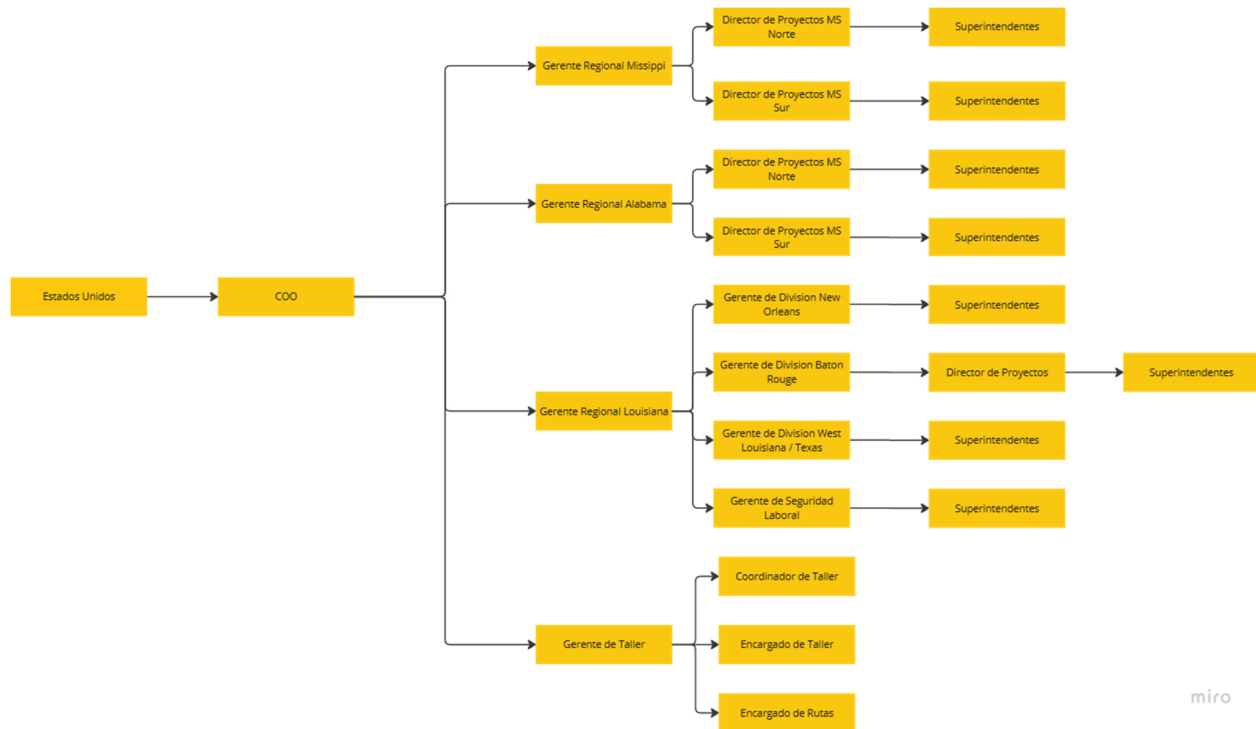 Director de Proyectos MS
Norte
Superintendentes
Gerente Regional Missippi
Director de Proyectos MS
Sur
Superintendentes
Director de Proyectos MS
Norte
Superintendentes
Gerente Regional Alabama
Director de Proyectos MS
Sur
Superintendentes
Estados Unidos
COO
Gerente de Division New
Orleans
Superintendentes
Gerente de Division Baton
Rouge
Director de Proyectos
Superintendentes
Gerente Regional Louisiana
Gerente de Division West
Louisiana / Texas
Superintendentes
Gerente de Seguridad
Laboral
Superintendentes
Coordinador de Taller
Gerente de Taller
Encargado de Taller
Encargado de Rutas
miro